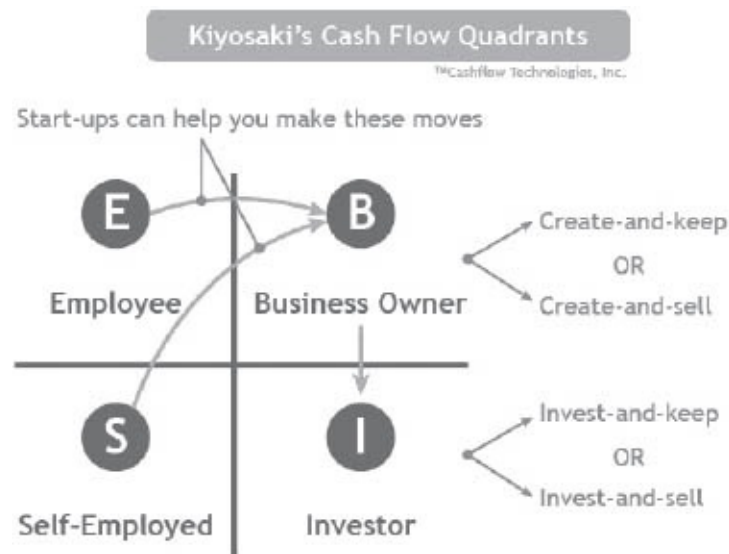 Kiyosaki's Cash Flow Quadrants
™Cashflow Technologies, Inc.
Start-ups can help you make these moves
E
B
Employee
Business Owner
Create-and-keep
OR
Create-and-sell
S
I
Self-Employed
Investor
Invest-and-keep
OR
Invest-and-sell